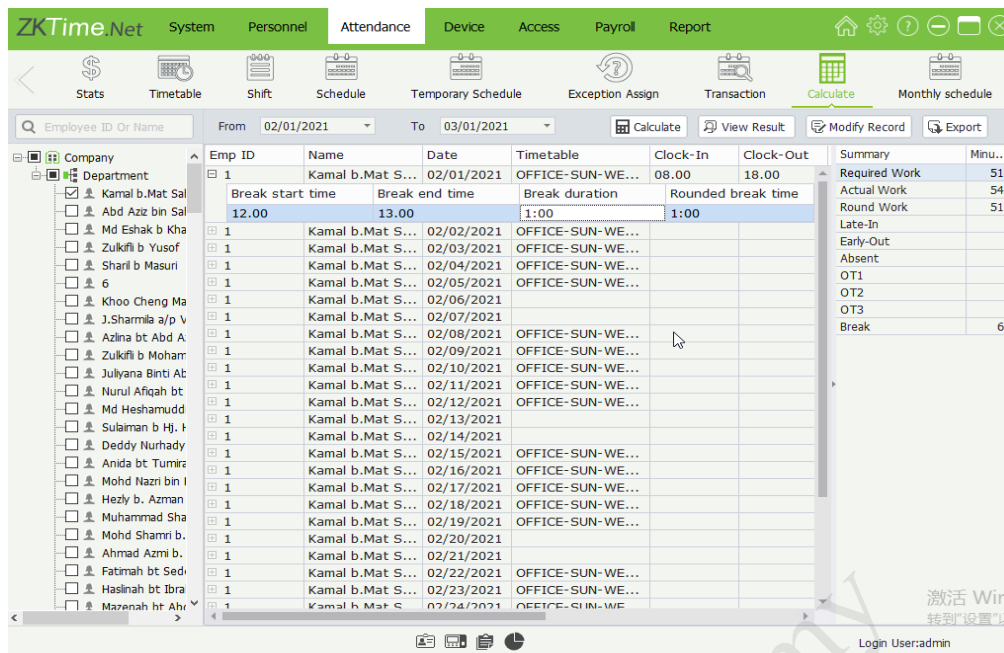 ZKTime.Net System Personnel Attendance Device Access Payroll Report
Stats Timetable Shift Schedule Temporary Schedule Exception Assign Transaction Calculate Monthly schedule
Employee ID Or Name From 02/01/2021 To 03/01/2021 Calculate View Result Modify Record Export
Company
Department
Kamal b.Mat Sal
Abd Aziz bin Sal
Md Eshak b Kha
Zulkifli b Yusof
Sharil b Masuri
6
Khoo Cheng Ma
J.Sharmila a/p V
Azlina bt Abd A
Zulkifli b Moham
Juliyana Binti Ab
Nurul Afiqah bt
Md Heshamudd
Sulaiman b Hj. H
Deddy Nurhady
Anida bt Tumira
Mohd Nazri bin I
Hezly b. Azman
Muhammad Sha
Mohd Shamri b.
Ahmad Azmi b.
Fatimah bt Sed
Haslinah bt Ibra
Mazenah bt Abd
Emp ID Name Date Timetable Clock-In Clock-Out
1 Kamal b.Mat S... 02/01/2021 OFFICE-SUN-WE... 08.00 18.00
Break start time Break end time Break duration Rounded break time
12.00 13.00 1:00 1:00
1 Kamal b.Mat S... 02/02/2021 OFFICE-SUN-WE...
1 Kamal b.Mat S... 02/03/2021 OFFICE-SUN-WE...
1 Kamal b.Mat S... 02/04/2021 OFFICE-SUN-WE...
1 Kamal b.Mat S... 02/05/2021 OFFICE-SUN-WE...
1 Kamal b.Mat S... 02/06/2021
1 Kamal b.Mat S... 02/07/2021
1 Kamal b.Mat S... 02/08/2021 OFFICE-SUN-WE...
1 Kamal b.Mat S... 02/09/2021 OFFICE-SUN-WE...
1 Kamal b.Mat S... 02/10/2021 OFFICE-SUN-WE...
1 Kamal b.Mat S... 02/11/2021 OFFICE-SUN-WE...
1 Kamal b.Mat S... 02/12/2021 OFFICE-SUN-WE...
1 Kamal b.Mat S... 02/13/2021
1 Kamal b.Mat S... 02/14/2021
1 Kamal b.Mat S... 02/15/2021 OFFICE-SUN-WE...
1 Kamal b.Mat S... 02/16/2021 OFFICE-SUN-WE...
1 Kamal b.Mat S... 02/17/2021 OFFICE-SUN-WE...
1 Kamal b.Mat S... 02/18/2021 OFFICE-SUN-WE...
1 Kamal b.Mat S... 02/19/2021 OFFICE-SUN-WE...
1 Kamal b.Mat S... 02/20/2021
1 Kamal b.Mat S... 02/21/2021
1 Kamal b.Mat S... 02/22/2021 OFFICE-SUN-WE...
1 Kamal b.Mat S... 02/23/2021 OFFICE-SUN-WE...
1 Kamal b.Mat S... 02/24/2021 OFFICE-SUN-WE
Summary Minu...
Required Work 51
Actual Work 54
Round Work 51
Late-In
Early-Out
Absent
OT1
OT2
OT3
Break 6
激活 Win
转到"设置"以
Login User:admin